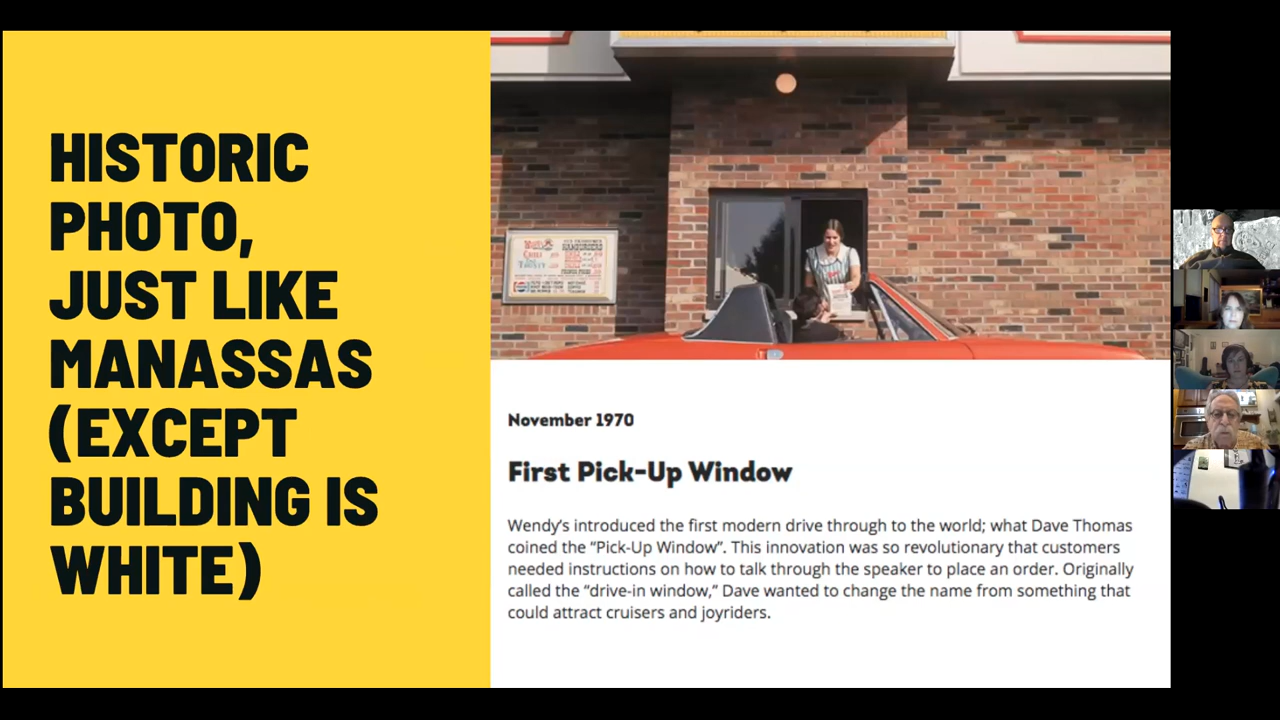 HISTORIC
PHOTO,
JUST LIKE
MANASSAS
(EXCEPT
BUILDING IS
WHITE)
HAMBURGERS
November 1970
First Pick-Up Window
Wendy's introduced the first modern drive through to the world; what Dave Thomas
coined the “Pick-Up Window”. This innovation was so revolutionary that customers
needed instructions on how to talk through the speaker to place an order. Originally
called the “drive-in window,” Dave wanted to change the name from something that
could attract cruisers and joyriders.